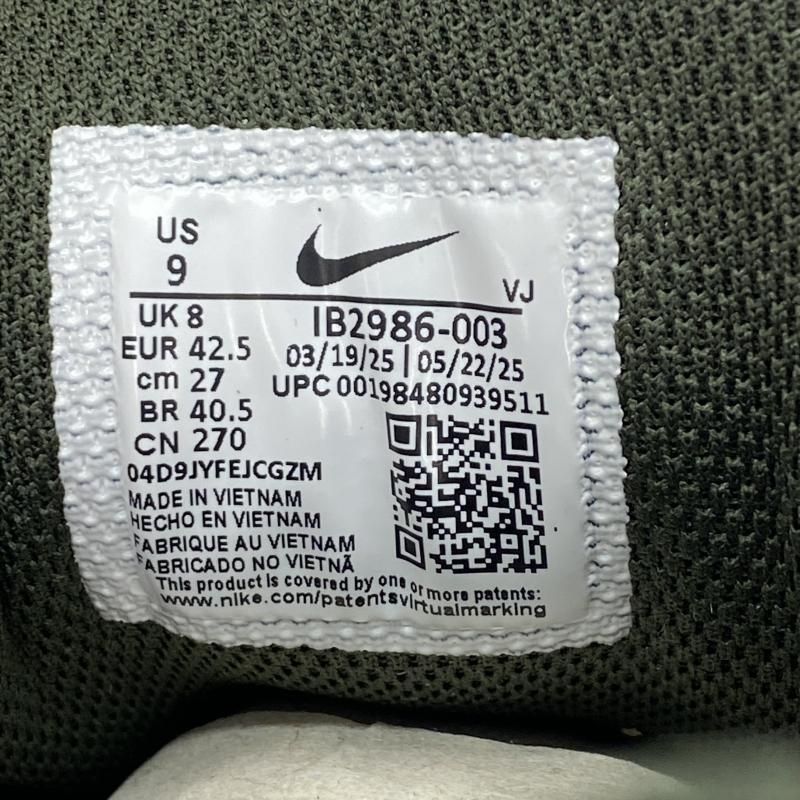 US
9
VJ
UK 8
IB2986-003
EUR 42.5
03/19/25 | 05/22/25
cm 27
UPC 00198480939511
BR 40.5
CN 270
04D9JYFEJCGZM
MADE IN VIETNAM
HECHO EN VIETNAM
FABRIQUE AU VIETNAM
FABRICADO NO VIETNÃ
This product is covered by one or more patents:
www.nike.com/patentsvirtualmarking